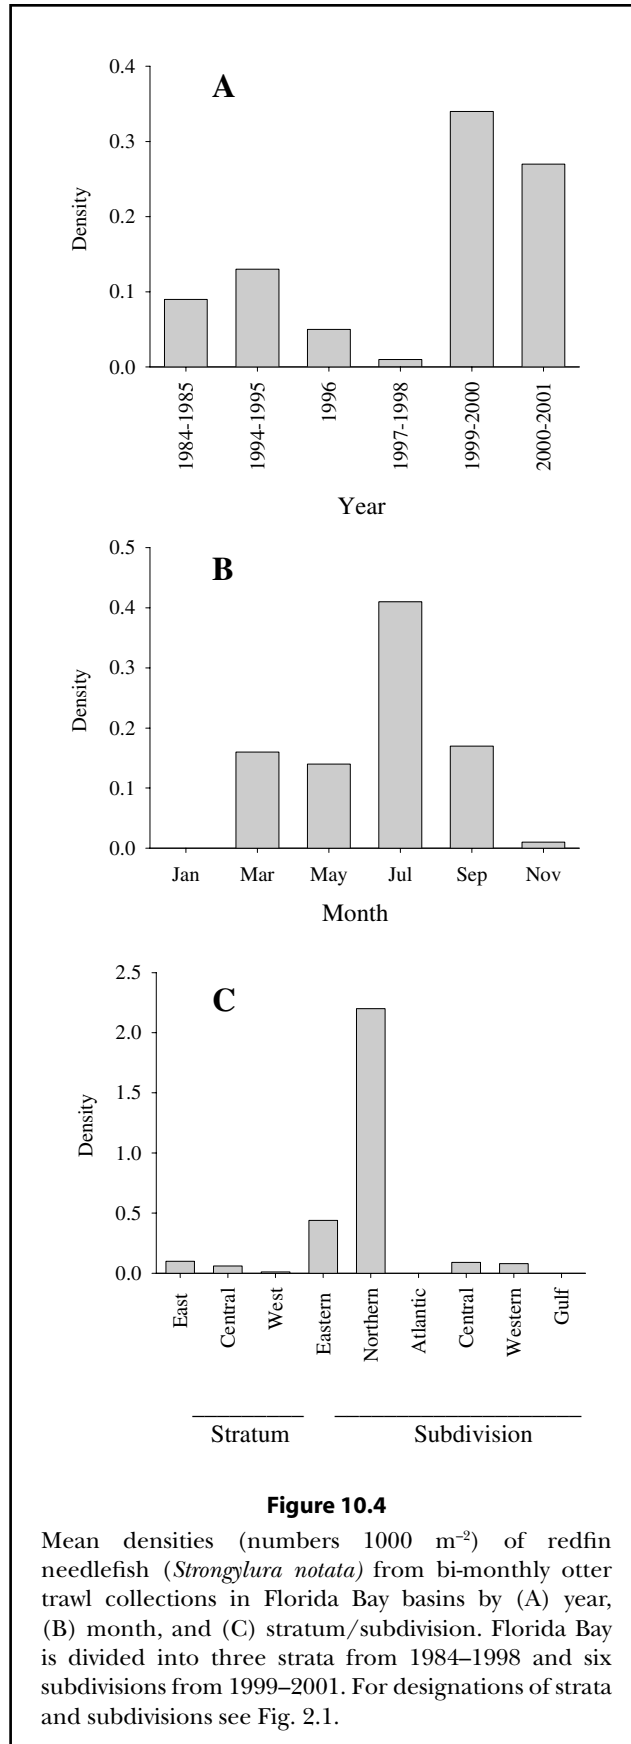 A
0.4
0.3
0.2
0.1
0.0
Density
1984-1985
1994-1995
1996
1997-1998
1999-2000
2000-2001
Year
B
0.5
0.4
0.3
0.2
0.1
0.0
Density
Jan Mar May Jul Sep Nov
Month
C
2.5
2.0
1.5
1.0
0.5
0.0
Density
East
Central
West
Eastern
Northern
Atlantic
Central
Western
Gulf
Stratum Subdivision
Figure 10.4
Mean densities (numbers 1000 m⁻²) of redfin
needlefish (Strongylura notata) from bi-monthly otter
trawl collections in Florida Bay basins by (A) year,
(B) month, and (C) stratum/subdivision. Florida Bay
is divided into three strata from 1984–1998 and six
subdivisions from 1999–2001. For designations of strata
and subdivisions see Fig. 2.1.